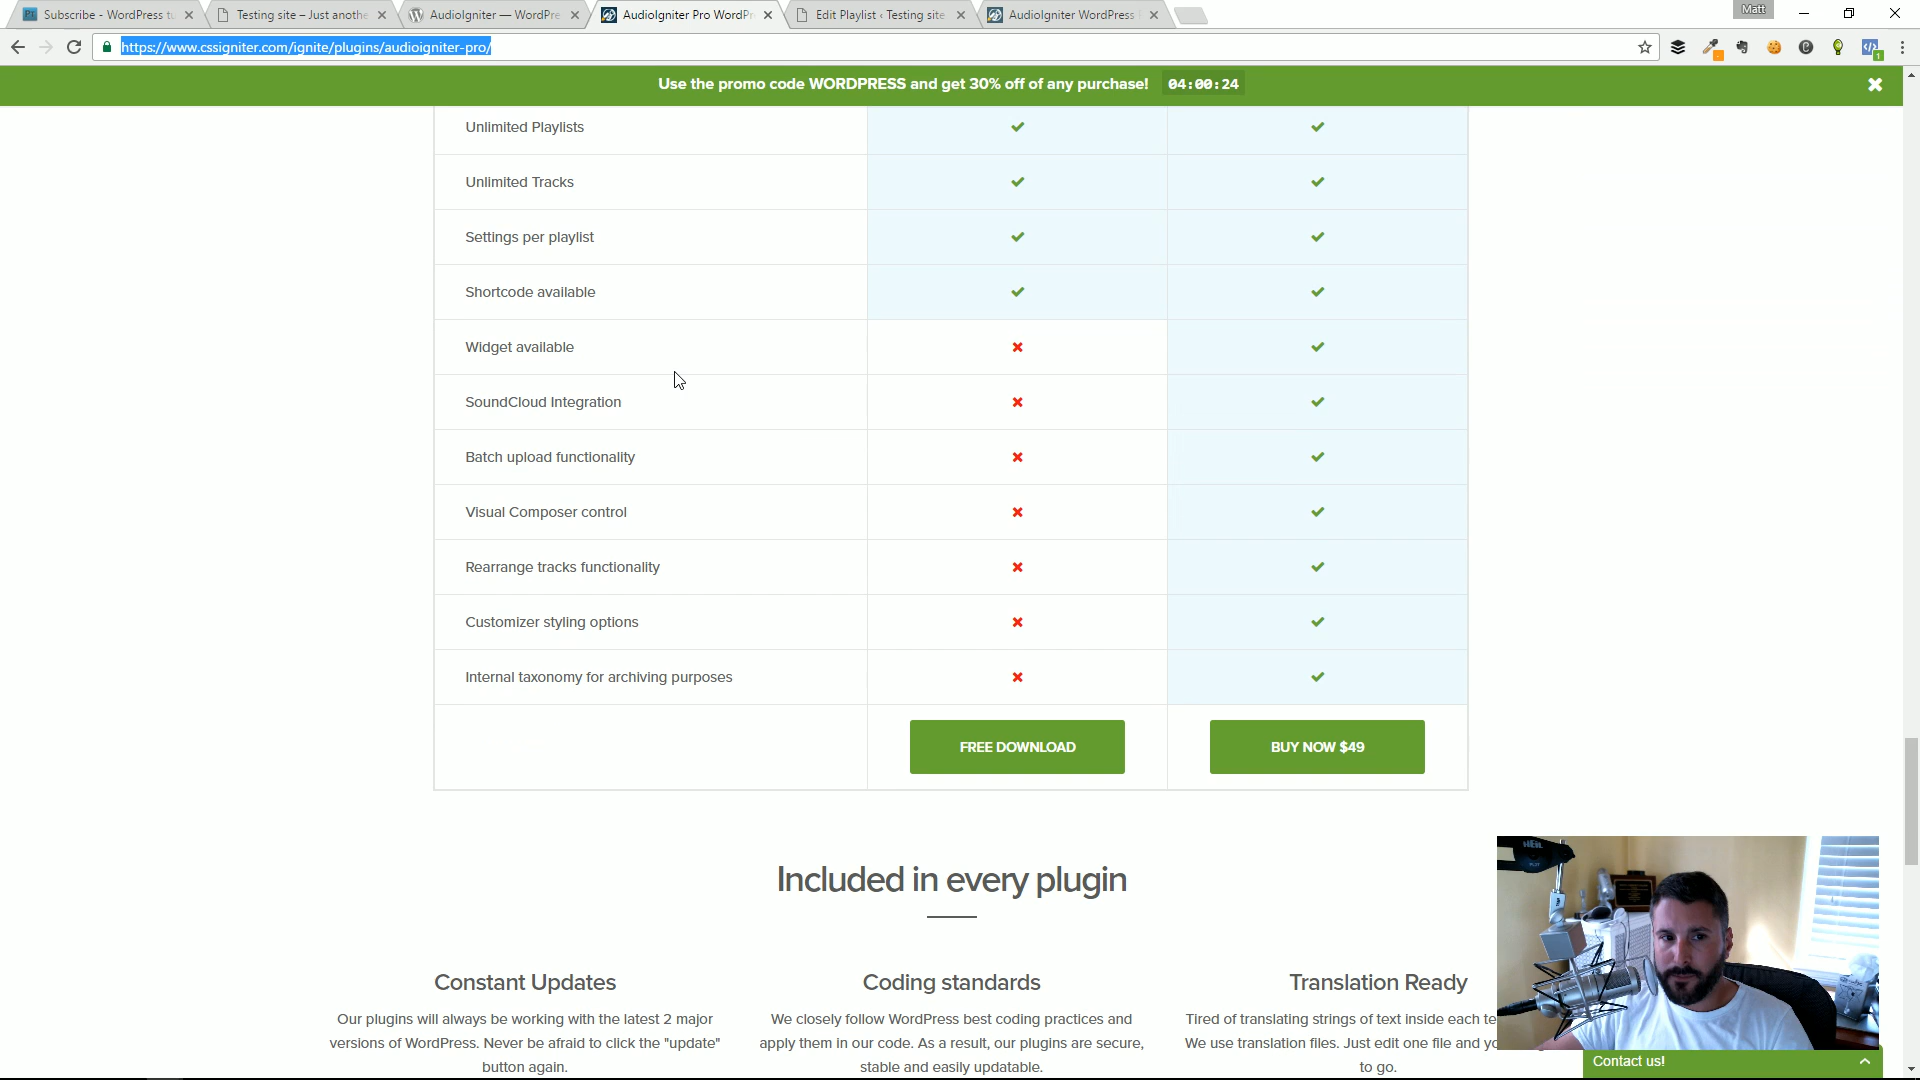 Subscribe - WordPress tu
Testing site – Just anothe
AudioIgniter — WordPre
AudioIgniter Pro WordPr
Edit Playlist ‹ Testing site
AudioIgniter WordPress
Matt
https://www.cssigniter.com/ignite/plugins/audioigniter-pro/
Use the promo code WORDPRESS and get 30% off of any purchase! 04:00:24
Unlimited Playlists
Unlimited Tracks
Settings per playlist
Shortcode available
Widget available
SoundCloud Integration
Batch upload functionality
Visual Composer control
Rearrange tracks functionality
Customizer styling options
Internal taxonomy for archiving purposes
FREE DOWNLOAD
BUY NOW $49
Included in every plugin
Constant Updates
Our plugins will always be working with the latest 2 major
versions of WordPress. Never be afraid to click the "update"
button again.
Coding standards
We closely follow WordPress best coding practices and
apply them in our code. As a result, our plugins are secure,
stable and easily updatable.
Translation Ready
Tired of translating strings of text inside each te
We use translation files. Just edit one file and yo
to go.
Contact us!